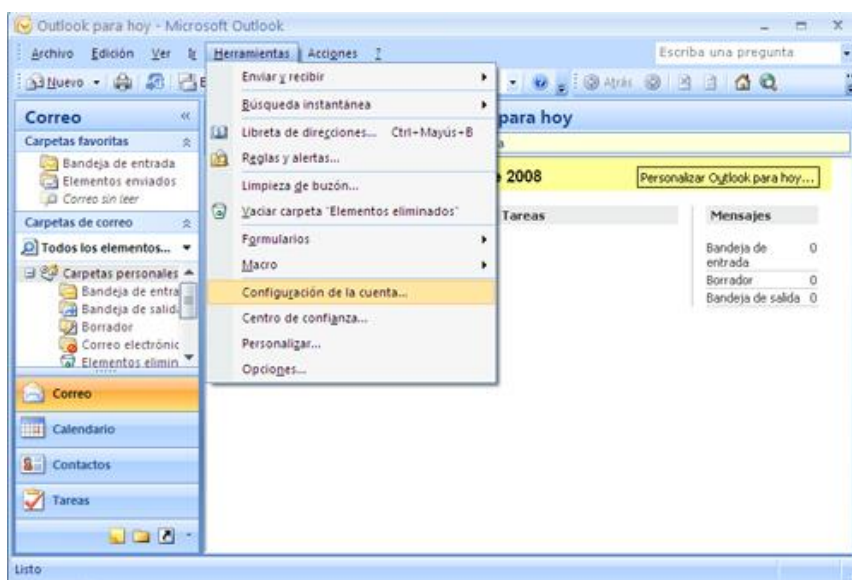 Outlook para hoy - Microsoft Outlook
Archivo Edición Ver Ir Herramientas Acciones ?
Escriba una pregunta
Nuevo
Atrás
Correo
Carpetas favoritas
Bandeja de entrada
Elementos enviados
Correo sin leer
Carpetas de correo
Todos los elementos...
Carpetas personales
Bandeja de entra
Bandeja de salid
Borrador
Correo electrónic
Elementos elimin
Correo
Calendario
Contactos
Tareas
Listo
Enviar y recibir
Búsqueda instantánea
Libreta de direcciones... Ctrl+Mayús+B
Reglas y alertas...
Limpieza de buzón...
Vaciar carpeta "Elementos eliminados"
Formularios
Macro
Configuración de la cuenta...
Centro de confianza...
Personalizar...
Opciones...
para hoy
2008
Personalizar Outlook para hoy...
Tareas
Mensajes
Bandeja de 0
entrada
Borrador 0
Bandeja de salida 0